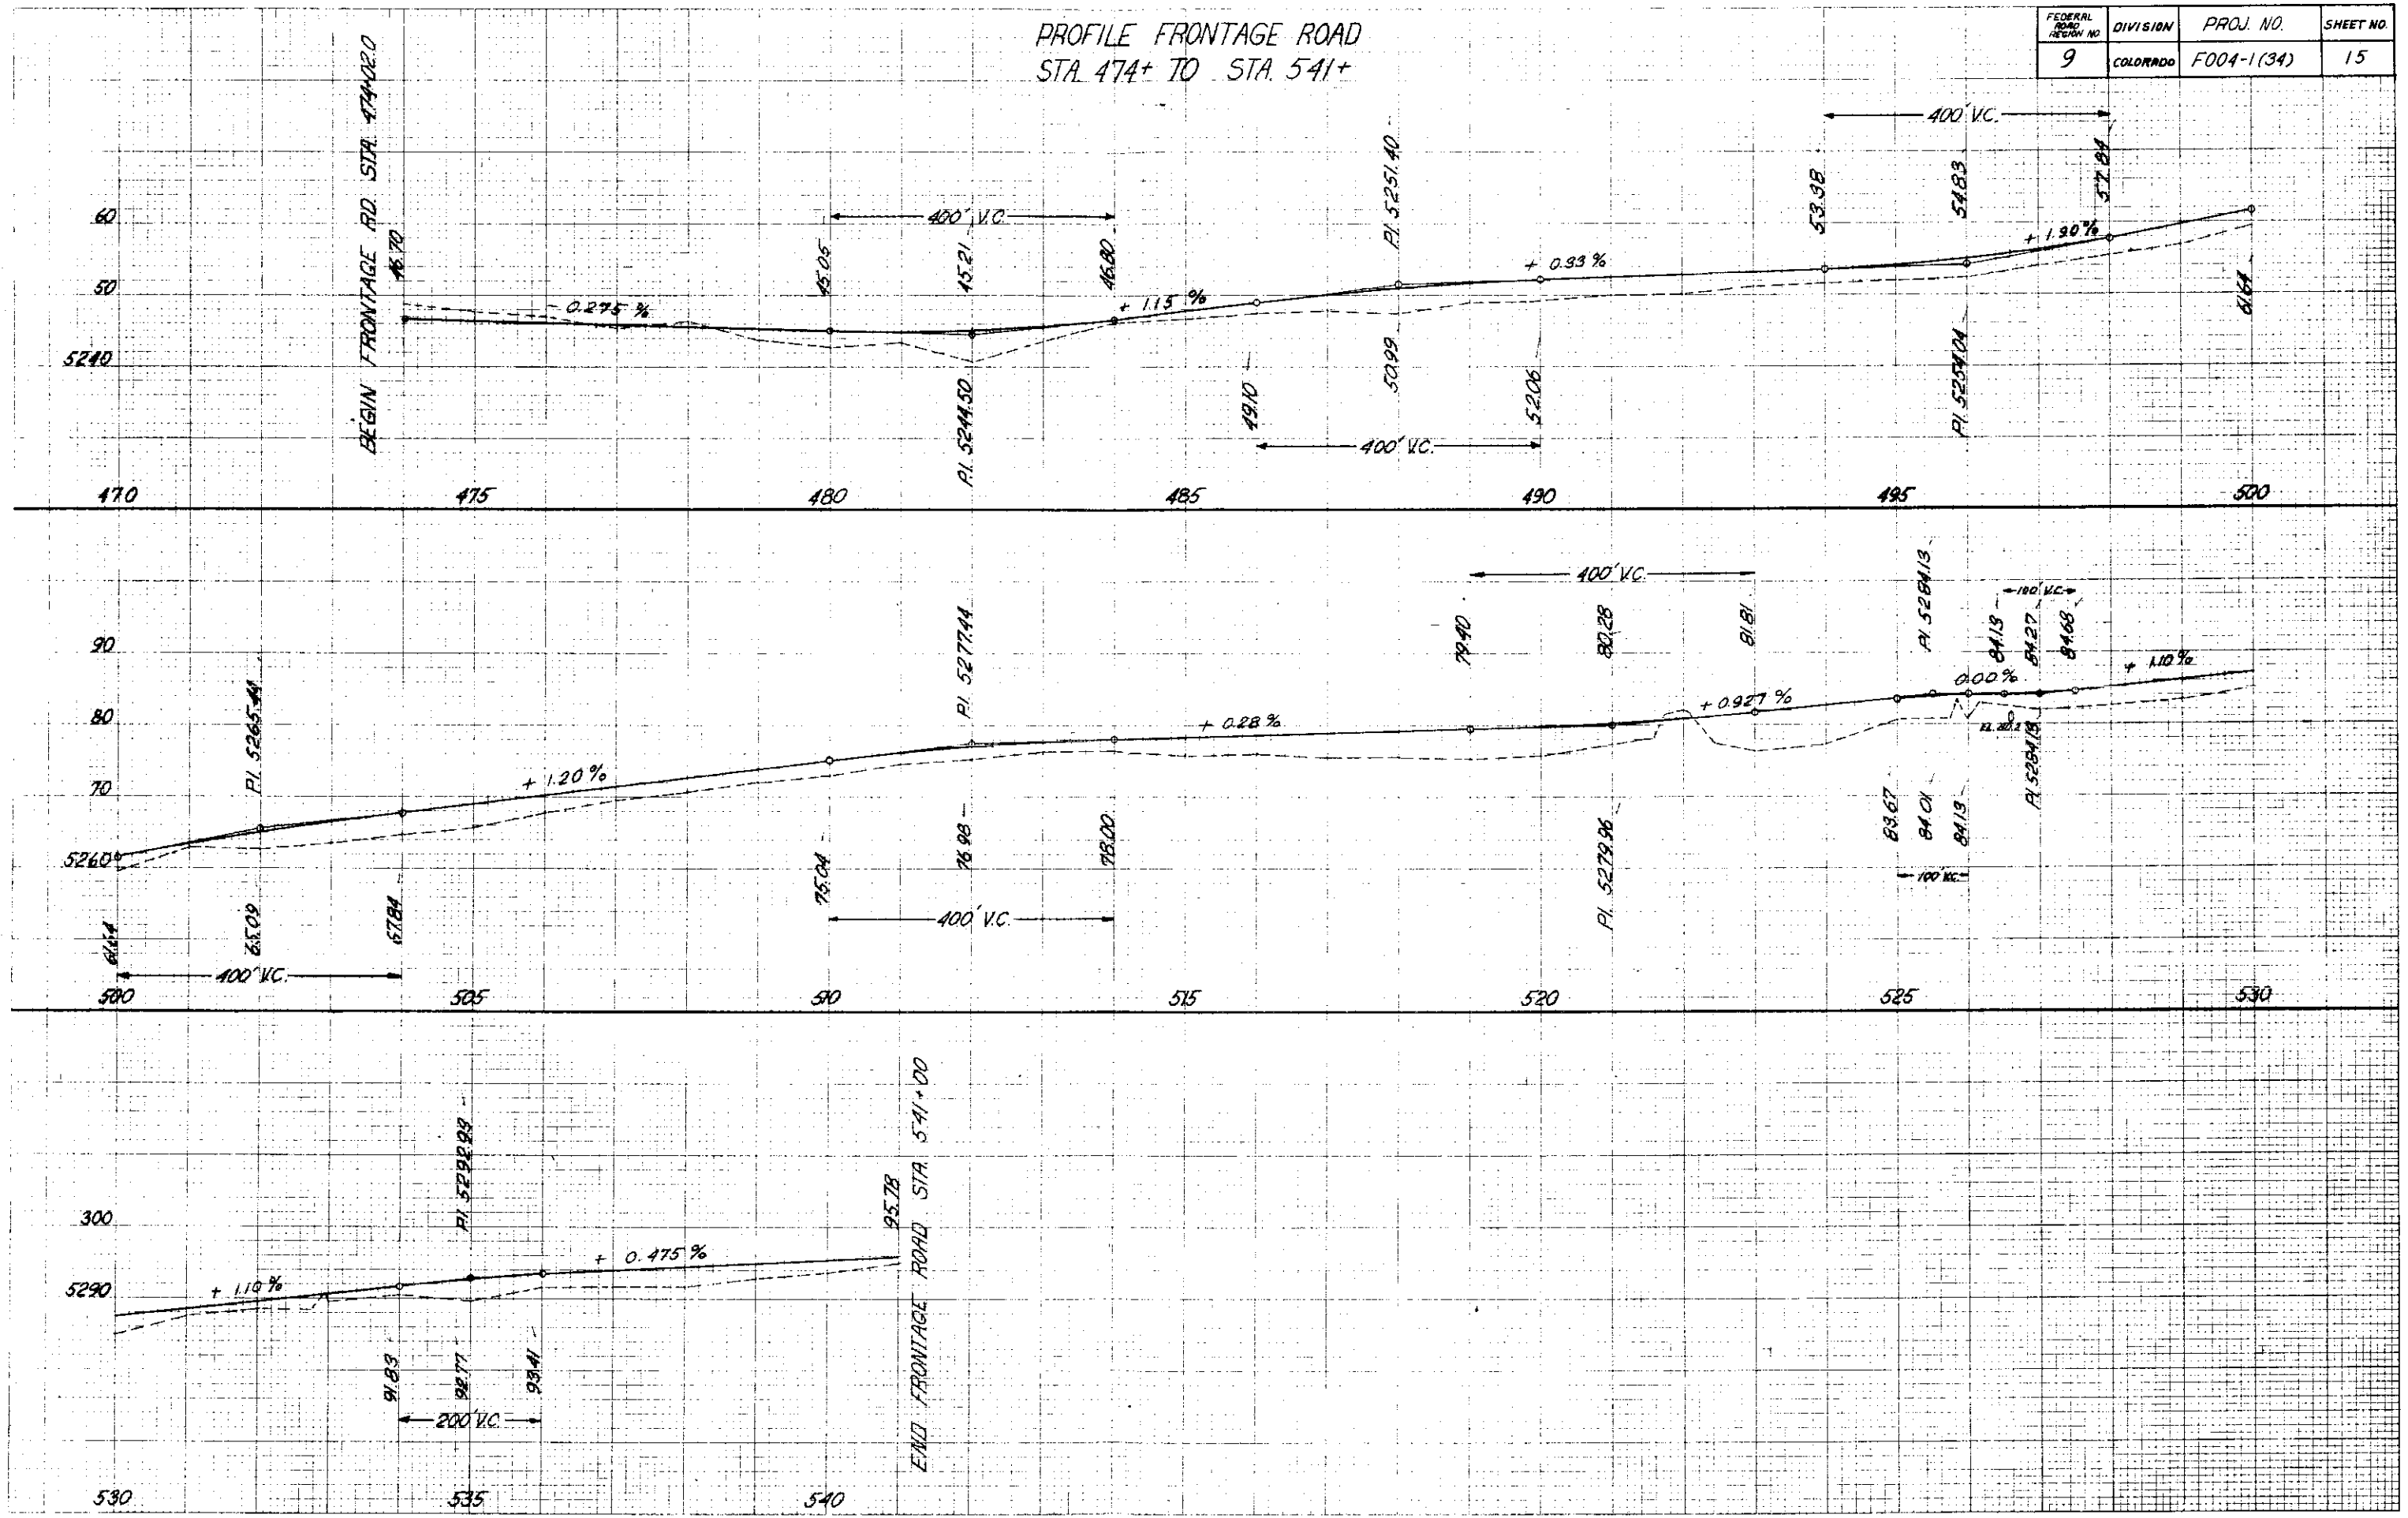 PROFILE FRONTAGE ROAD
STA. 474+ TO STA. 541+
FEDERAL ROAD REGION NO
DIVISION
PROJ. NO.
SHEET NO.
9
COLORADO
F004-1(34)
15
BEGIN FRONTAGE RD. STA. 474+02.0
46.70
60
50
5240
- 0.275 %
400' V.C.
45.05
45.21
46.80
P.I. 5244.50
+ 1.15 %
49.10
P.I. 5251.40
50.99
52.06
400' V.C.
+ 0.33 %
400' V.C.
53.38
54.83
57.84
P.I. 5254.04
+ 1.90%
61.64
470
475
480
485
490
495
500
90
80
70
5260
61.64
P.I. 5265.44
65.09
67.84
400' V.C.
+ 1.20 %
75.04
P.I. 5277.44
76.98
78.00
400' V.C.
+ 0.28 %
400' V.C.
79.40
80.28
81.81
P.I. 5279.96
+ 0.927 %
P.I. 5284.13
83.67
84.01
84.13
100' V.C.
0.00 %
100' V.C.
84.13
84.27
84.68
P.I. 5284.13
+ 1.10 %
500
505
510
515
520
525
530
300
5290
+ 1.10 %
P.I. 5292.93
91.83
92.77
93.41
200' V.C.
+ 0.475 %
95.78
END FRONTAGE ROAD STA. 541+00
530
535
540